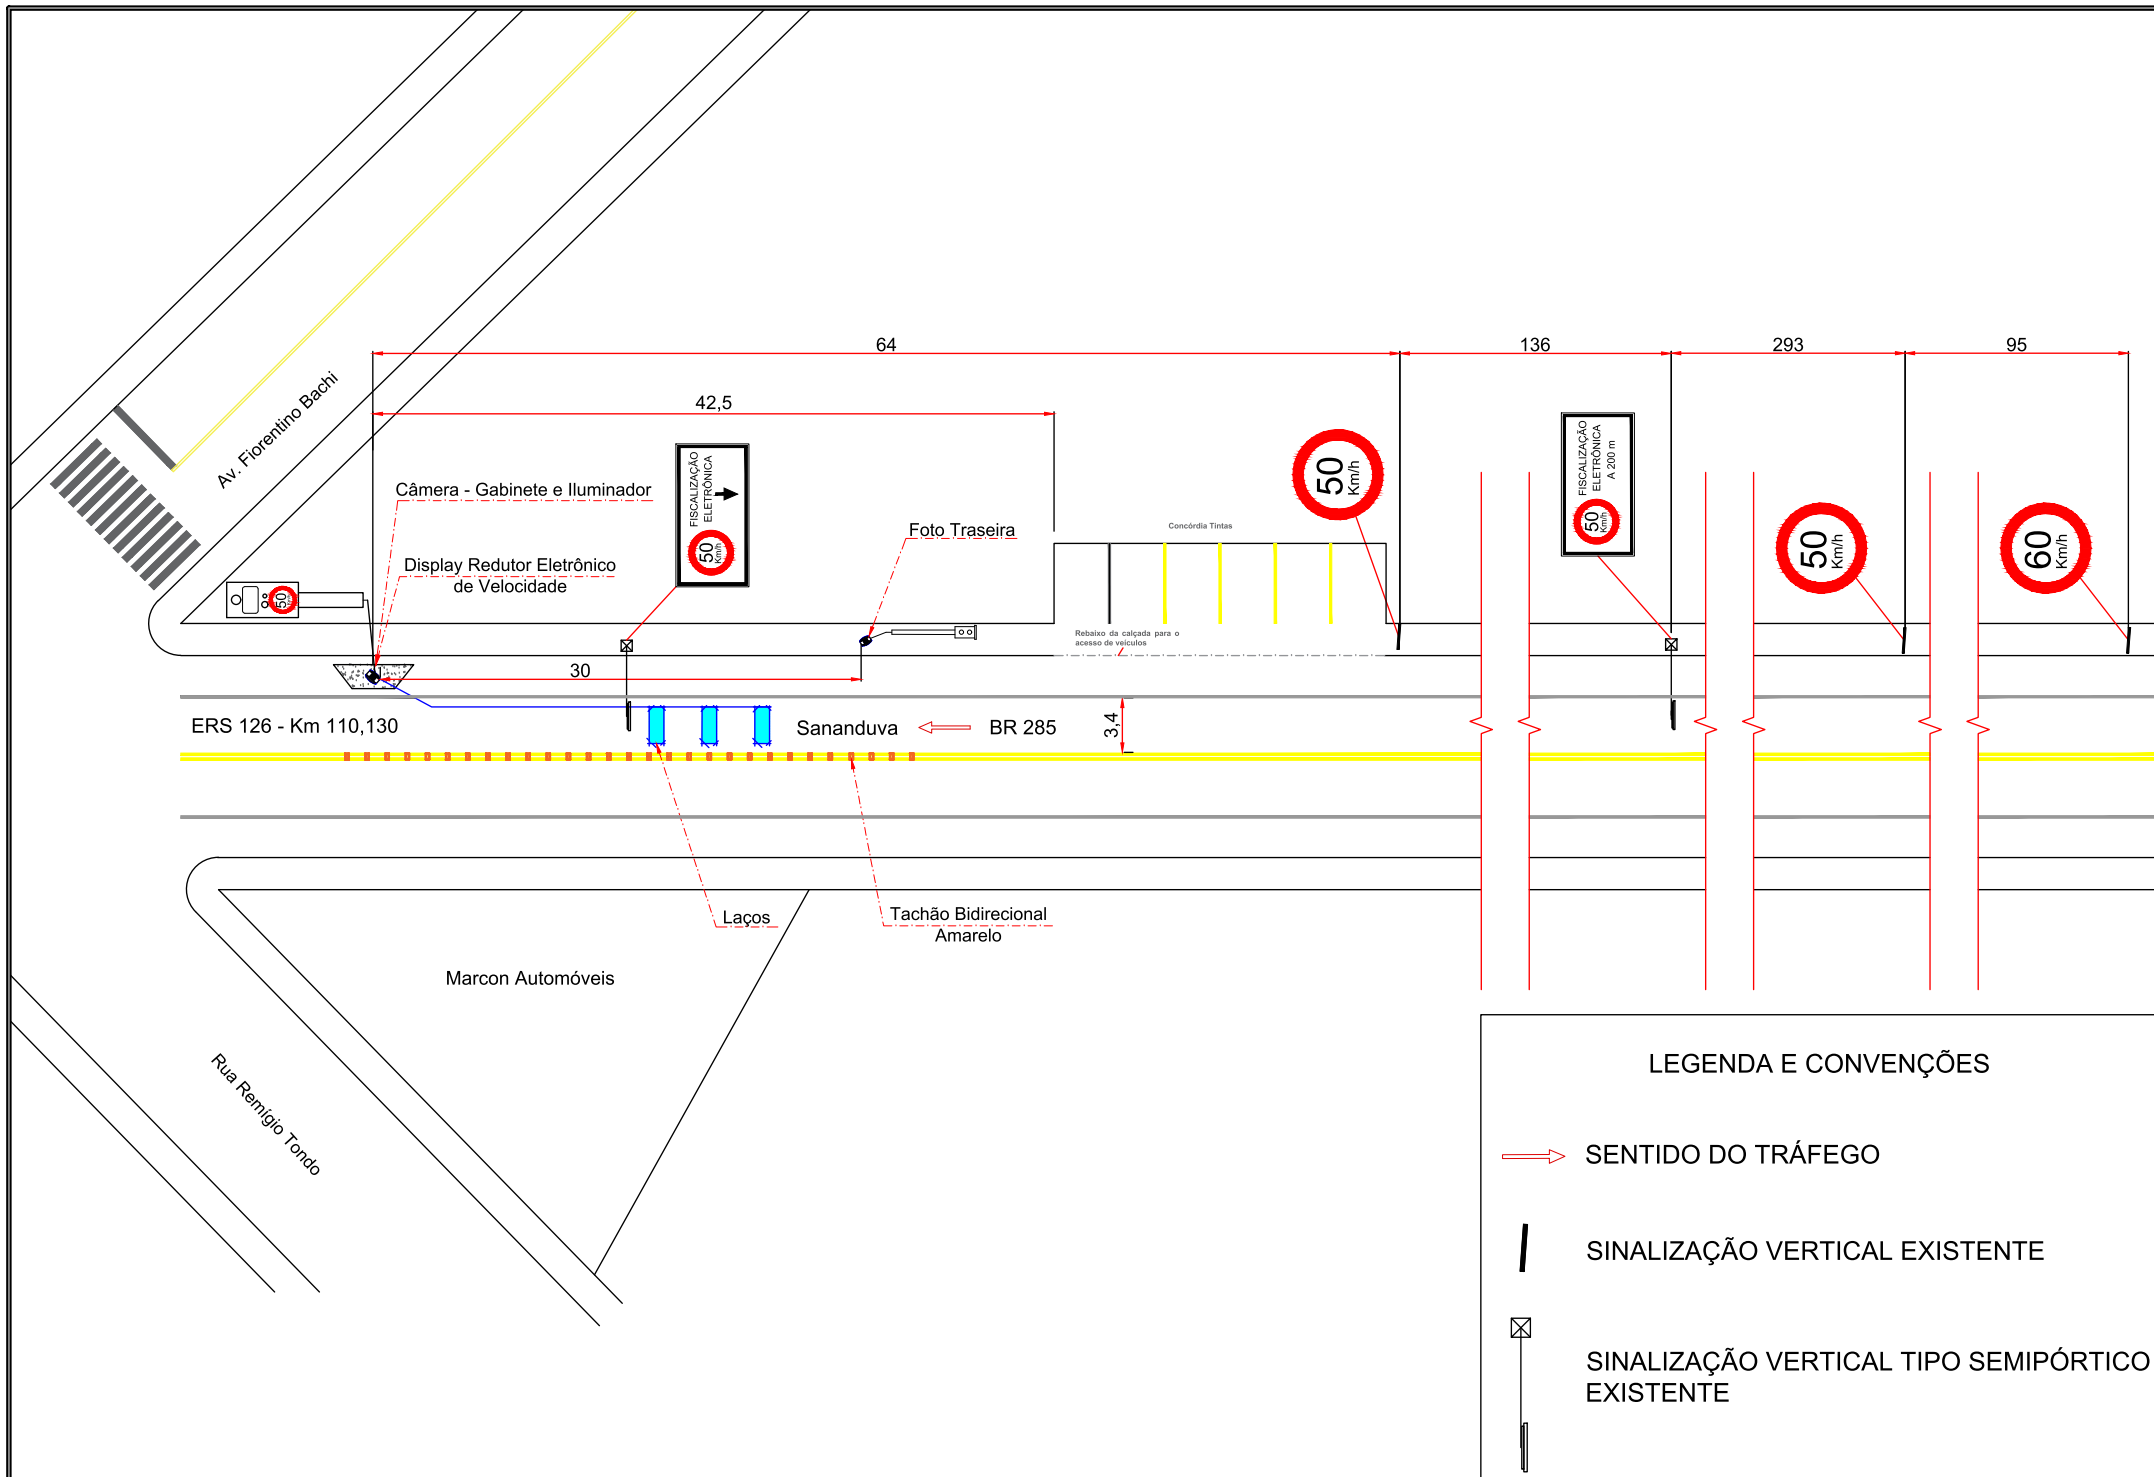 64
136
293
95
42,5
Av. Fiorentino Bachi
FISCALIZAÇÃO
ELETRÔNICA
50
Km/h
FISCALIZAÇÃO
ELETRÔNICA
A 200 m
50
Km/h
50
Km/h
50
Km/h
60
Km/h
Câmera - Gabinete e Iluminador
Foto Traseira
Concórdia Tintas
Display Redutor Eletrônico
de Velocidade
50
Rebaixo da calçada para o
acesso de veículos
30
ERS 126 - Km 110,130
Sananduva
BR 285
3,4
Laços
Tachão Bidirecional
Amarelo
Marcon Automóveis
Rua Remígio Tondo
LEGENDA E CONVENÇÕES
SENTIDO DO TRÁFEGO
SINALIZAÇÃO VERTICAL EXISTENTE
SINALIZAÇÃO VERTICAL TIPO SEMIPÓRTICO
EXISTENTE